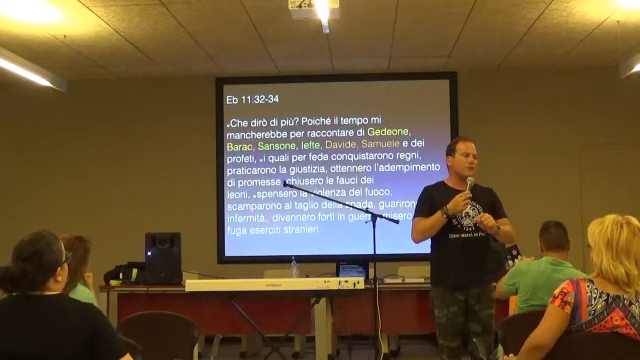 Eb 11:32-34
„Che dirò di più? Poiché il tempo mi
mancherebbe per raccontare di Gedeone,
Barac, Sansone, Iefte, Davide, Samuele e dei
profeti, „i quali per fede conquistarono regni,
praticarono la giustizia, ottennero l'adempimento
di promesse, chiusero le fauci dei
leoni, „spensero la violenza del fuoco,
scamparono al taglio della spada, guarirono
infermità, divennero forti in guerra, misero
fuga eserciti stranieri.